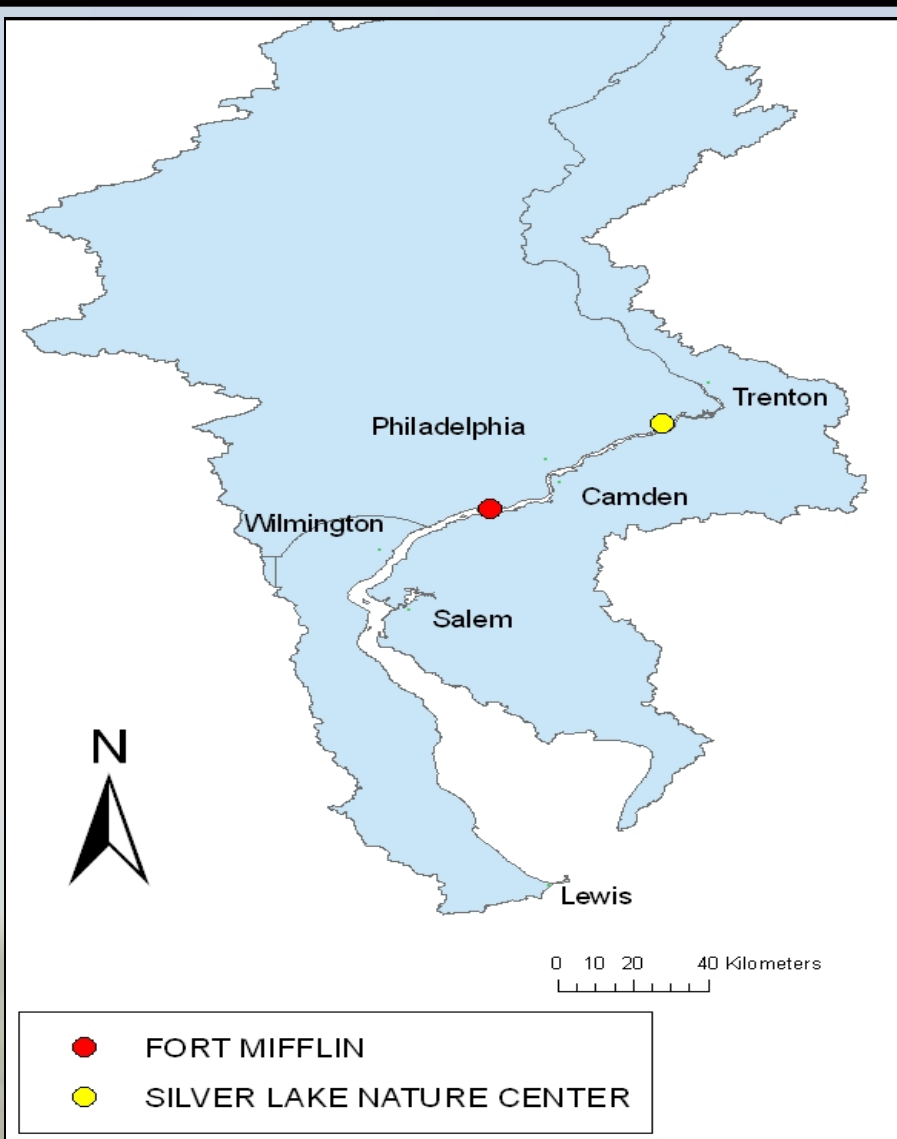 Trenton
Philadelphia
Camden
Wilmington
Salem
N
Lewis
0 10 20 40 Kilometers
FORT MIFFLIN
SILVER LAKE NATURE CENTER